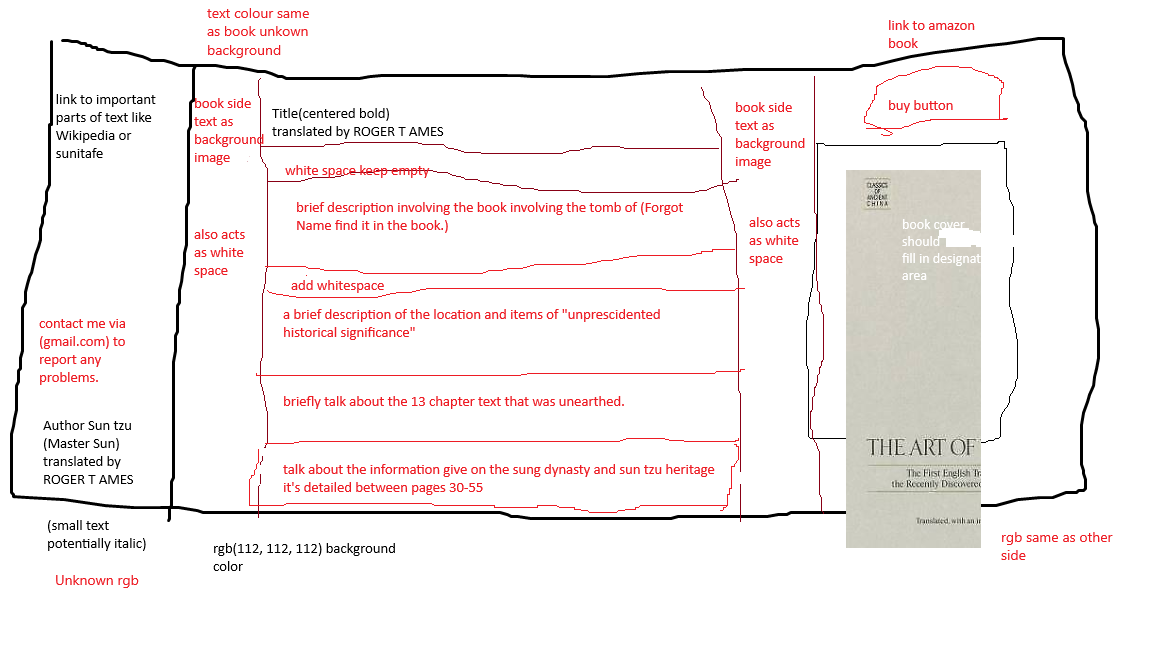 text colour same
as book unkown
background
link to amazon
book
link to important
parts of text like
Wikipedia or
sunitafe
book side
text as
background
image
also acts
as white
space
Title(centered bold)
translated by ROGER T AMES
white space keep empty
brief description involving the book involving the tomb of (Forgot
Name find it in the book.)
add whitespace
a brief description of the location and items of "unprescidented
historical significance"
briefly talk about the 13 chapter text that was unearthed.
talk about the information give on the sung dynasty and sun tzu heritage
it's detailed between pages 30-55
book side
text as
background
image
also acts
as white
space
buy button
CLASSICS
OF
ANCIENT
CHINA
book cover
should
fill in designat
area
THE ART OF
The First English Tra
the Recently Discovered
Translated, with an in
contact me via
(gmail.com) to
report any
problems.
Author Sun tzu
(Master Sun)
translated by
ROGER T AMES
(small text
potentially italic)
Unknown rgb
rgb(112, 112, 112) background
color
rgb same as other
side